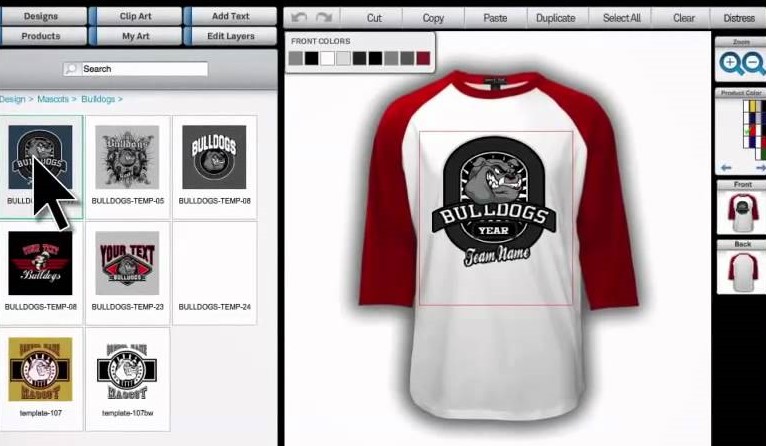 Designs
Clip Art
Add Text
Products
My Art
Edit Layers
Search
Design > Mascots > Bulldogs >
BULLDOGS
Bulldogs
BULLDOGS
BULLD
BULLDOGS-TEMP-05
BULLDOGS-TEMP-08
YOUR TEXT
Bulldogs
YOUR TEXT
BULLDOGS
BULLDOGS-TEMP-08
BULLDOGS-TEMP-23
BULLDOGS-TEMP-24
MASCOT
MASCOT
template-107
template-107bw
Cut
Copy
Paste
Duplicate
Select All
Clear
Distress
FRONT COLORS
BULLDOGS
YEAR
Team Name
Zoom
Product Color
Front
Back